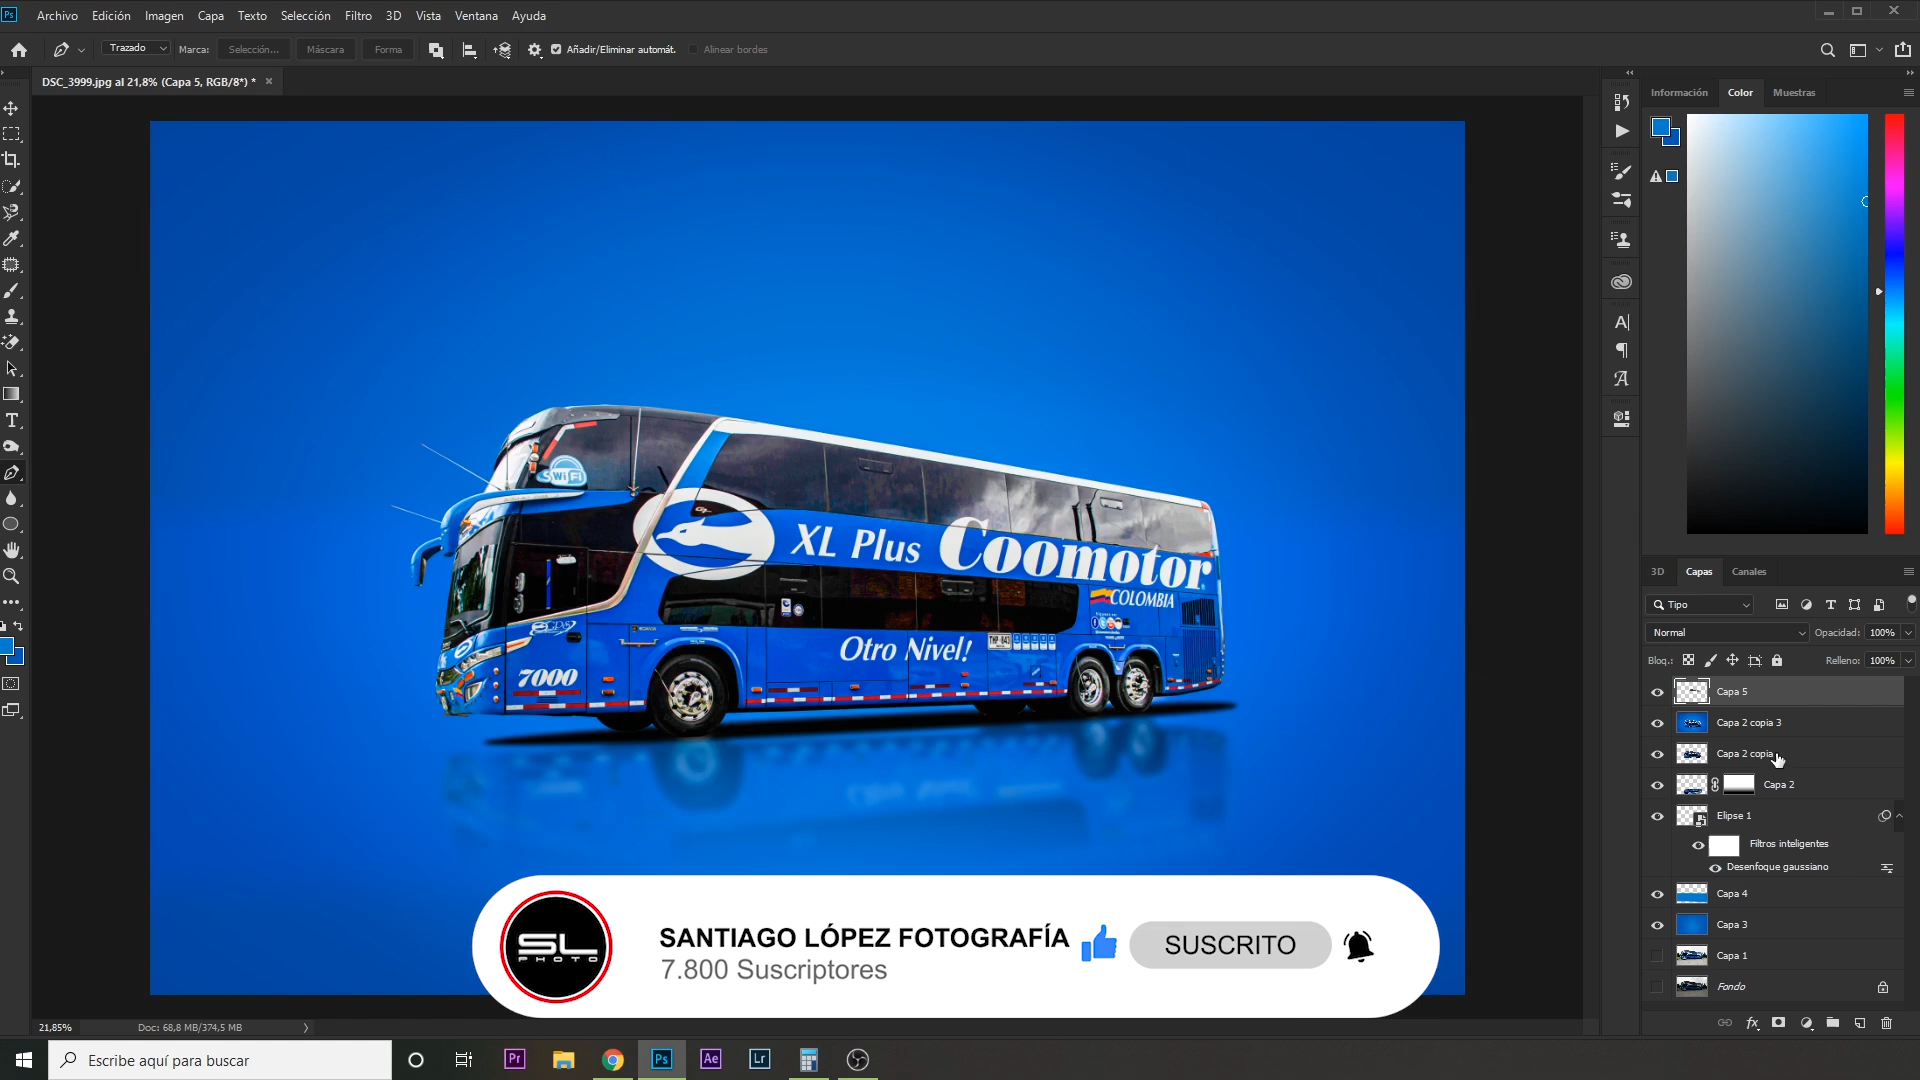 Ps Archivo Edición Imagen Capa Texto Selección Filtro 3D Vista Ventana Ayuda
Trazado Marca: Selección... Máscara Forma Añadir/Eliminar automát. Alinear bordes
DSC_3999.jpg al 21,8% (Capa 5, RGB/8*) *
Información Color Muestras
WiFi
XL Plus Coomotor
COLOMBIA
Otro Nivel!
7000
3D Capas Canales
Tipo
Normal Opacidad: 100%
Bloq.: Relleno: 100%
Capa 5
Capa 2 copia 3
Capa 2 copia
Capa 2
Elipse 1
Filtros inteligentes
Desenfoque gaussiano
Capa 4
Capa 3
Capa 1
Fondo
SL
PHOTO
SANTIAGO LÓPEZ FOTOGRAFÍA
7.800 Suscriptores
SUSCRITO
21,85% Doc: 68,8 MB/374,5 MB
Escribe aquí para buscar
Pr Ps Ae Lr